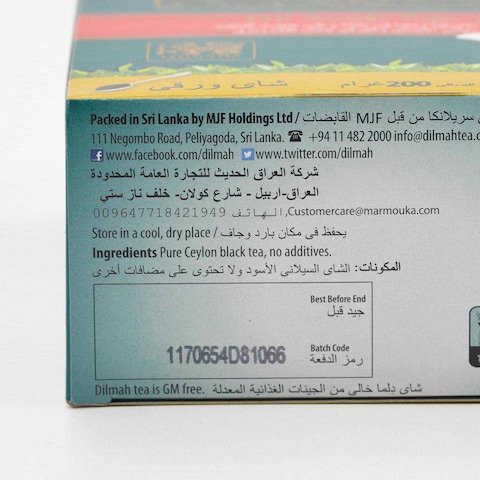 شاي ورقي
200 غرام
Packed in Sri Lanka by MJF Holdings Ltd / سريلانكا من قبل MJF القابضات
111 Negombo Road, Peliyagoda, Sri Lanka. ☎ +94 11 482 2000 info@dilmahtea.c
www.facebook.com/dilmah www.twitter.com/dilmah
شركة العراق الحديث للتجارة العامة المحدودة
العراق-اربيل - شارع كولان- خلف ناز ستي
009647718421949 الهاتف ,Customercare@marmouka.com
Store in a cool, dry place / يحفظ في مكان بارد وجاف
Ingredients Pure Ceylon black tea, no additives.
المكونات: الشاي السيلاني الأسود ولا تحتوي على مضافات أخرى
Best Before End
جيد قبل
Batch Code
1170654D81066 رمز الدفعة
Dilmah tea is GM free. شاي دلما خالي من الجينات الغذائية المعدلة